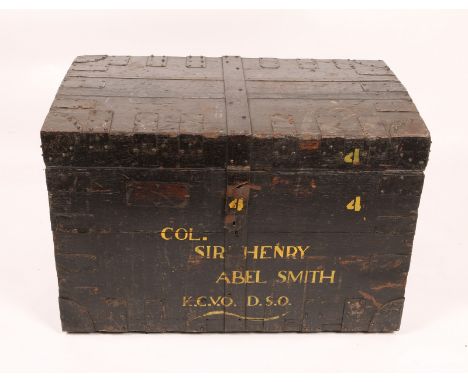 4
4 4
COL.
SIR HENRY
ABEL SMITH
K.C.V.O. D.S.O.